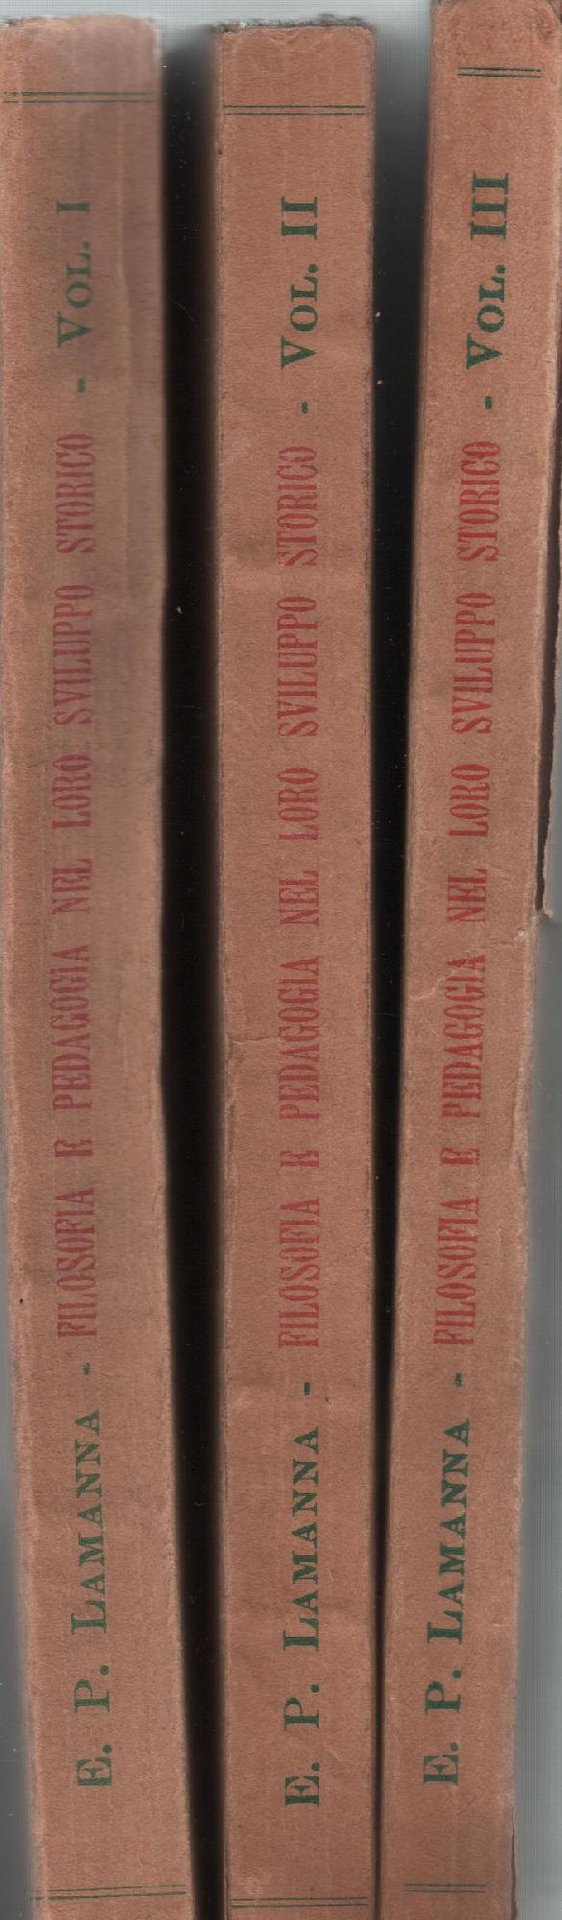 E. P. LAMANNA - FILOSOFIA E PEDAGOGIA NEL LORO SVILUPPO STORICO - VOL. I
E. P. LAMANNA - FILOSOFIA E PEDAGOGIA NEL LORO SVILUPPO STORICO - VOL. II
E. P. LAMANNA - FILOSOFIA E PEDAGOGIA NEL LORO SVILUPPO STORICO - VOL. III